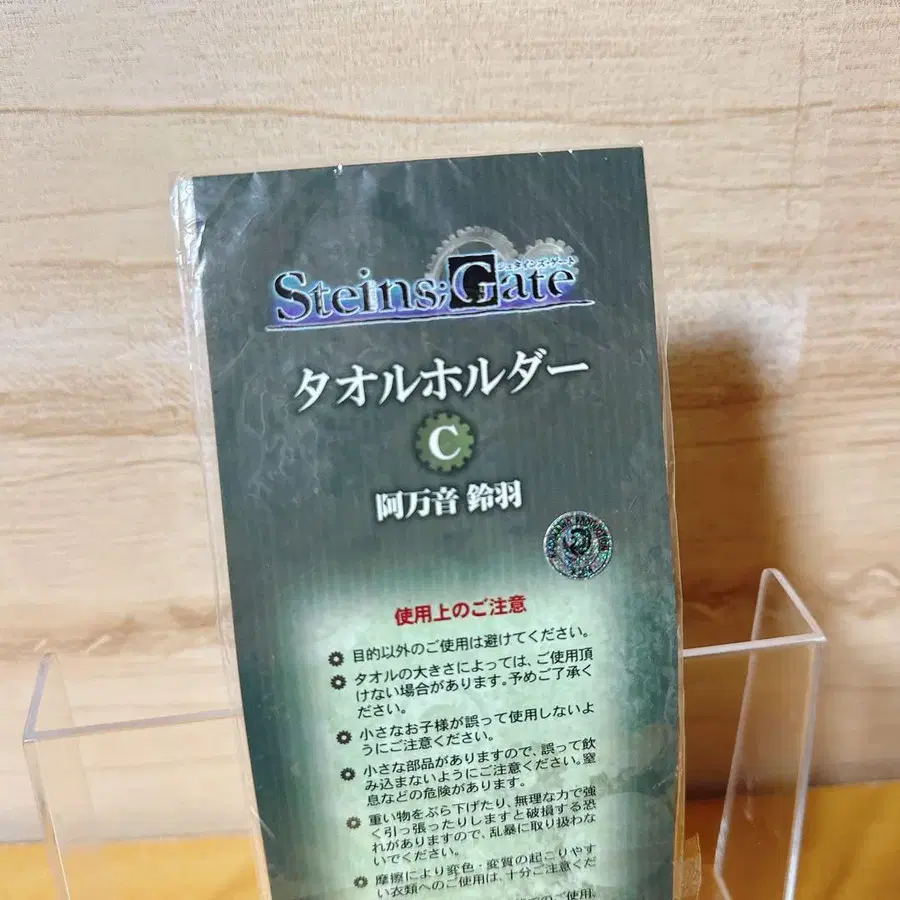 Steins;Gate
シュタインズ・ゲート
タオルホルダー
C
阿万音 鈴羽
使用上のご注意
目的以外のご使用は避けてください。
タオルの大きさによっては、ご使用頂
けない場合があります。予めご了承く
ださい。
小さなお子様が誤って使用しないよ
うにご注意ください。
小さな部品がありますので、誤って飲
み込まないようにご注意ください。窒
息などの危険があります。
重い物をぶら下げたり、無理な力で強
く引っ張ったりしますと破損する恐
れがありますので、乱暴に取り扱わな
いでください。
摩擦により変色・変質の起こりやす
い衣類へのご使用は、十分ご注意くだ